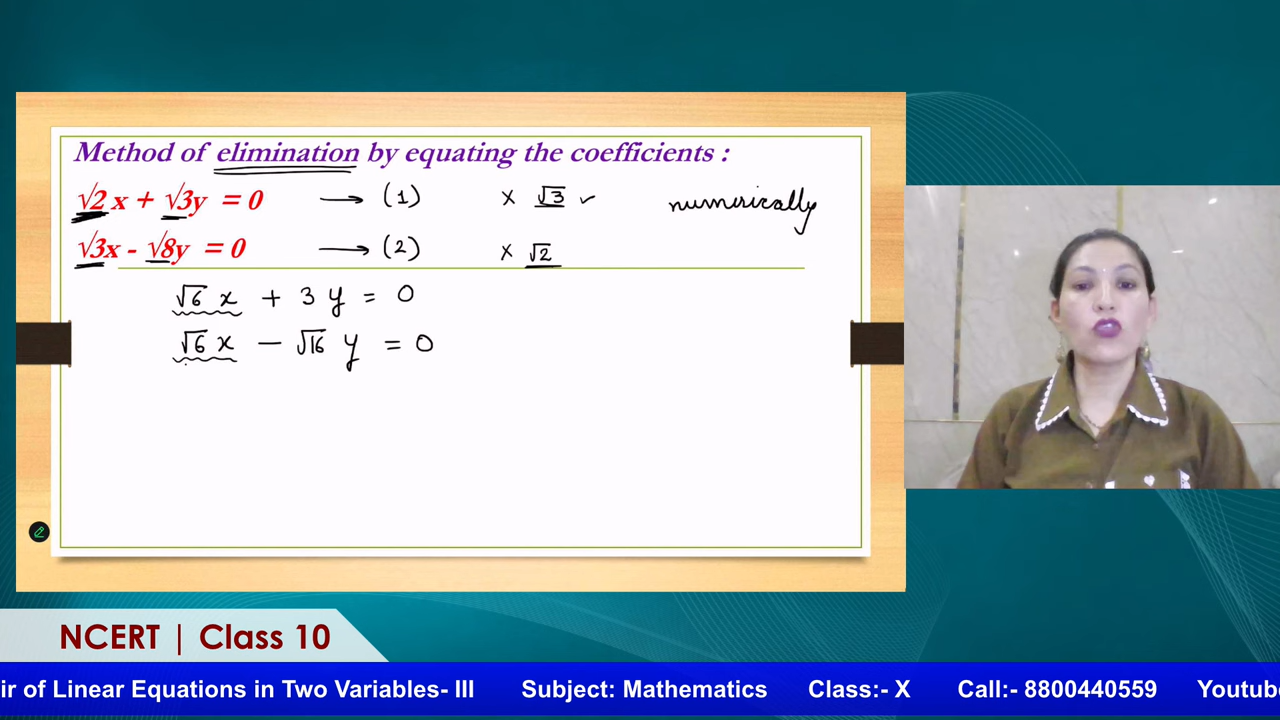 Method of elimination by equating the coefficients :
√2 x + √3y = 0 ⟶ (1) × √3 ✓ numerically
√3x - √8y = 0 ⟶ (2) × √2
√6 x + 3 y = 0
√6 x − √16 y = 0
NCERT | Class 10
ir of Linear Equations in Two Variables- III Subject: Mathematics Class:- X Call:- 8800440559 Youtube